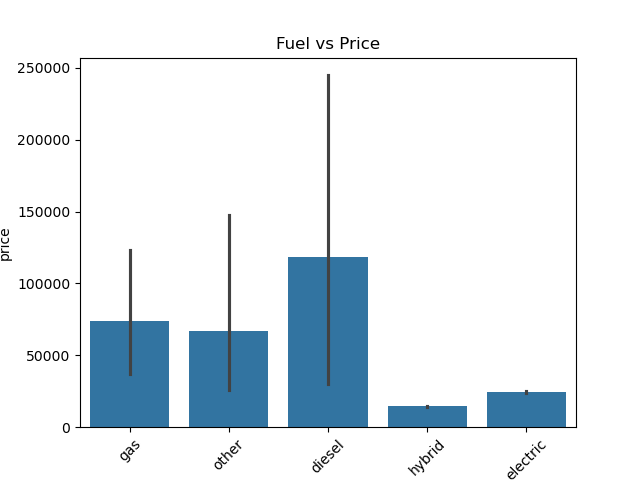 Fuel vs Price
250000
200000
150000
100000
50000
0
price
gas
other
diesel
hybrid
electric